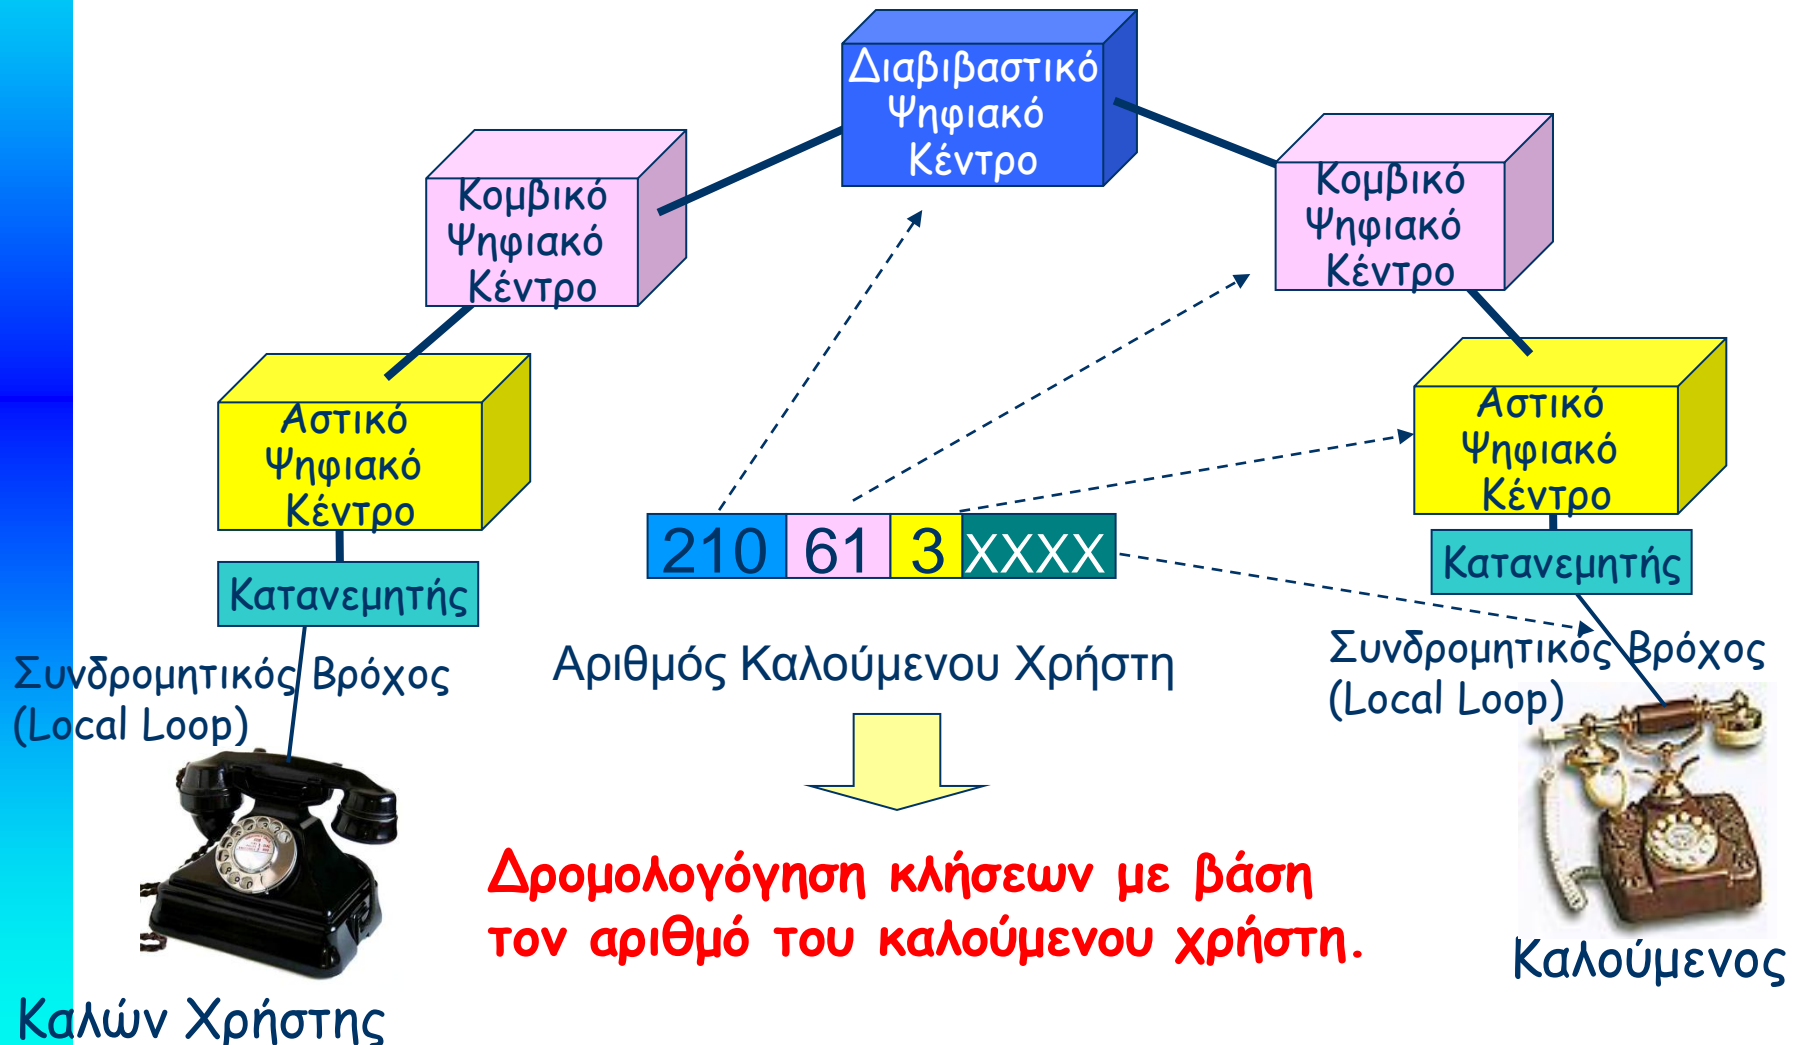 Διαβιβαστικό
Ψηφιακό
Κέντρο
Κομβικό
Ψηφιακό
Κέντρο
Κομβικό
Ψηφιακό
Κέντρο
Αστικό
Ψηφιακό
Κέντρο
Αστικό
Ψηφιακό
Κέντρο
210 61 3 XXXX
Κατανεμητής
Κατανεμητής
Συνδρομητικός Βρόχος
(Local Loop)
Αριθμός Καλούμενου Χρήστη
Συνδρομητικός Βρόχος
(Local Loop)
Δρομολογόγηση κλήσεων με βάση
τον αριθμό του καλούμενου χρήστη.
Καλούμενος
Καλών Χρήστης